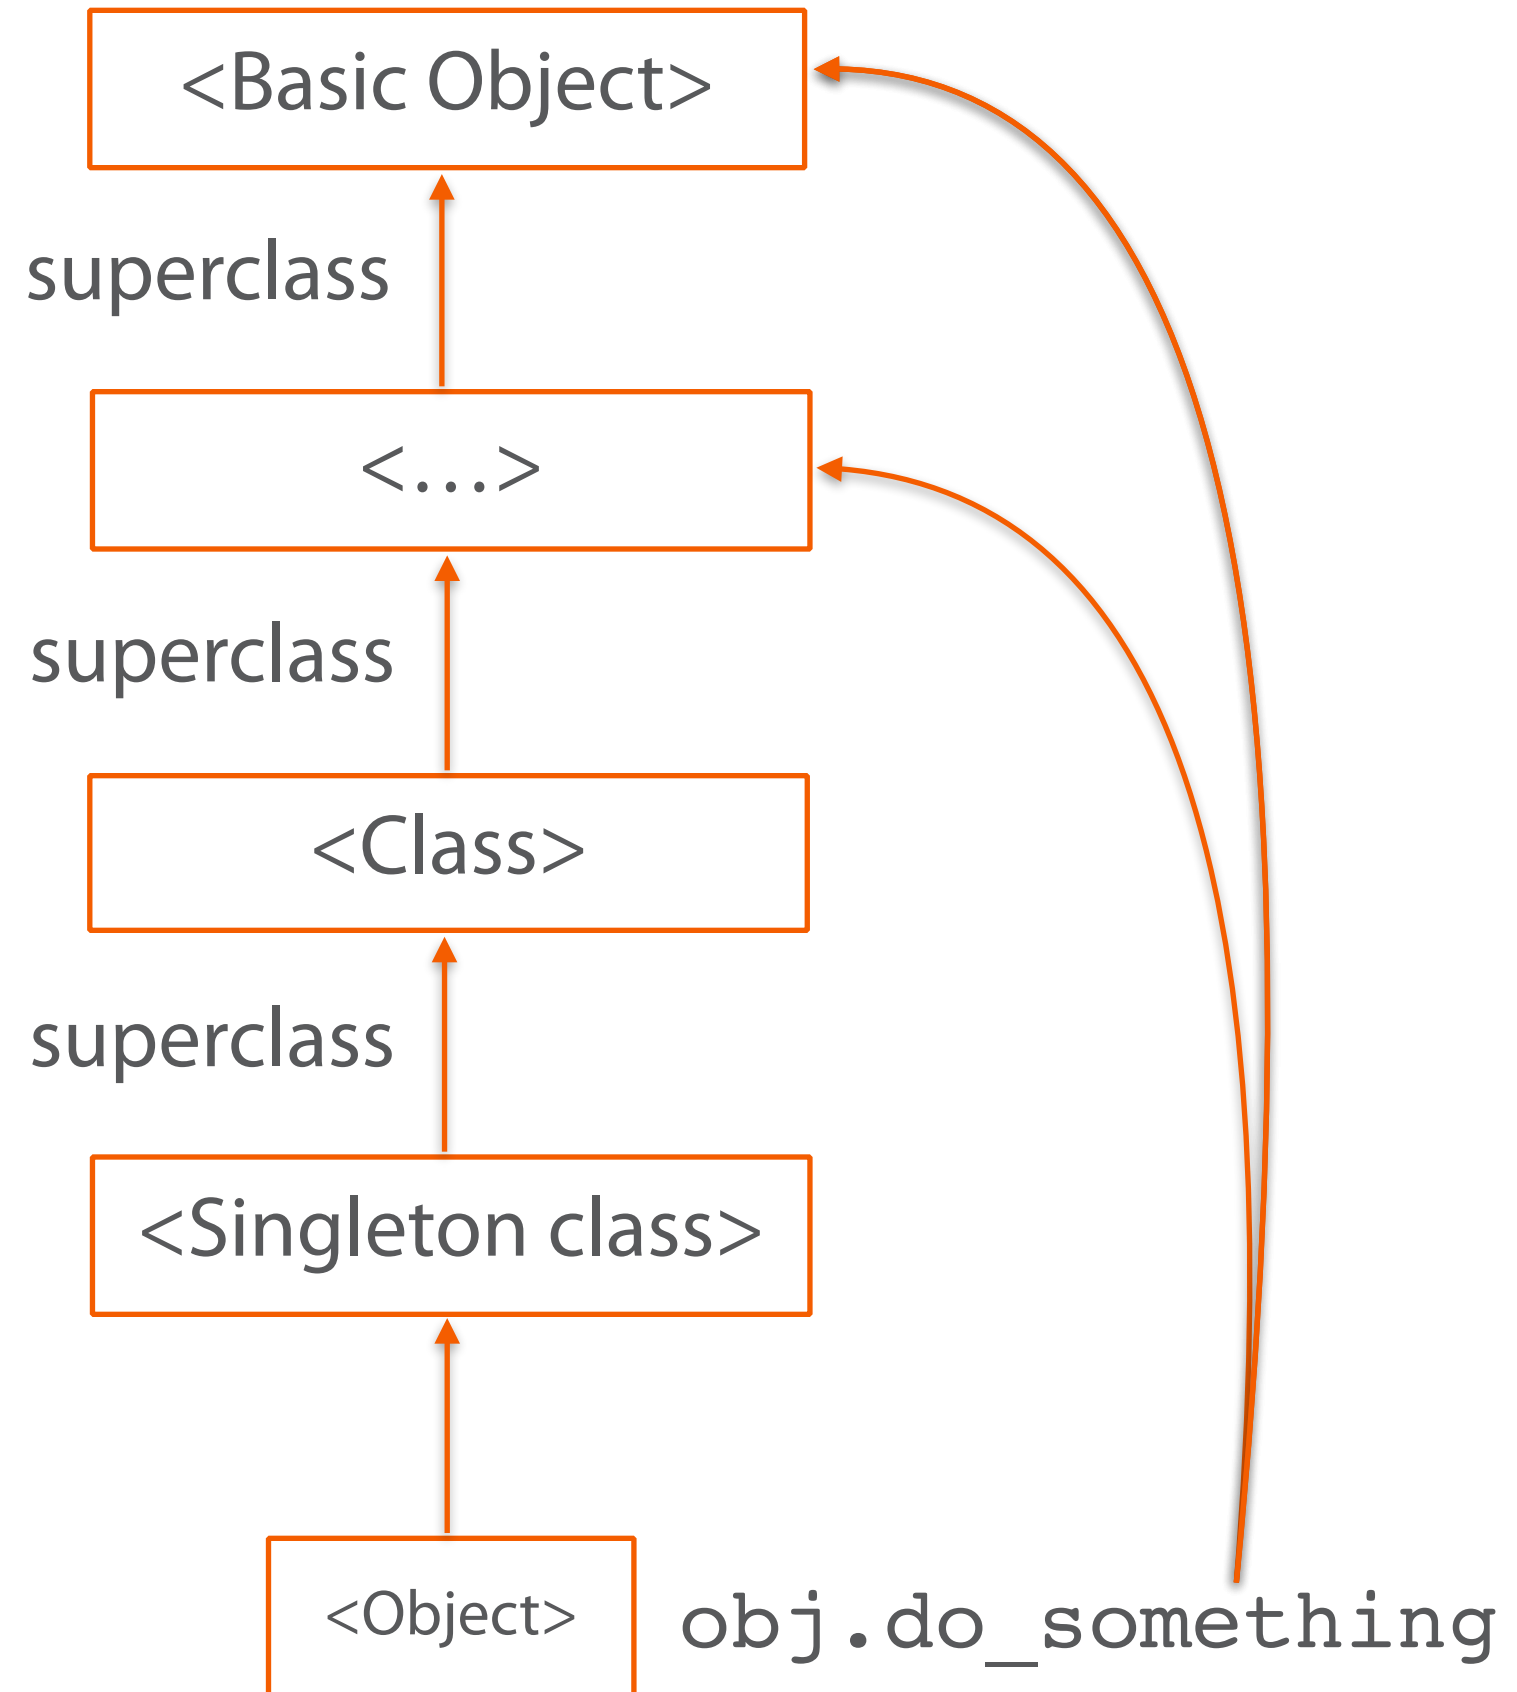 <Basic Object>
superclass
<...>
superclass
<Class>
superclass
<Singleton class>
<Object>
obj.do_something